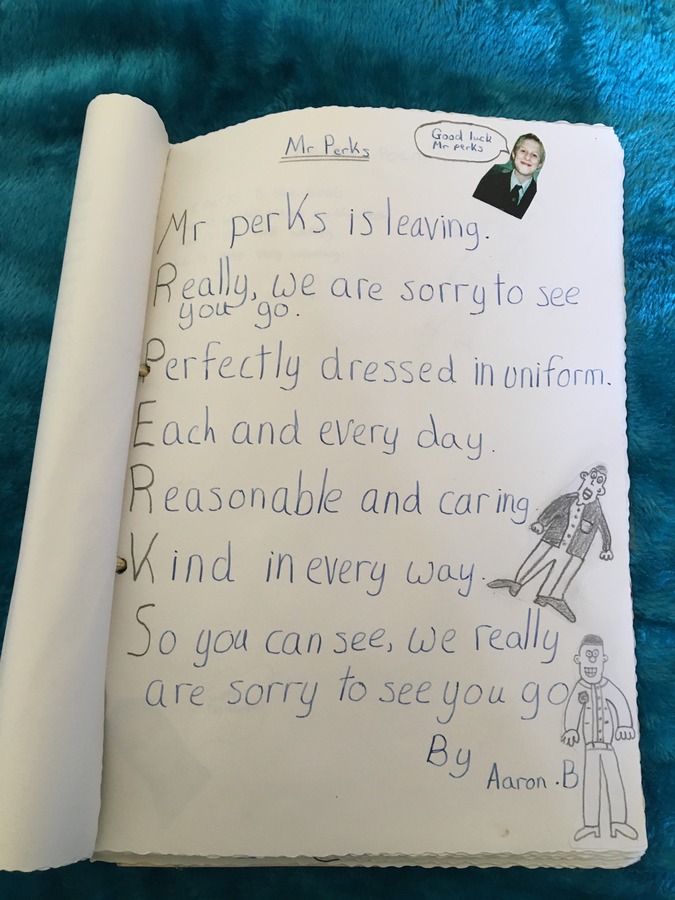 Mr Perks
Good luck
Mr perks
Mr perks is leaving.
Really, we are sorry to see
you go.
Perfectly dressed in uniform.
Each and every day.
Reasonable and caring.
Kind in every way.
So you can see, we really
are sorry to see you go
By
Aaron.B